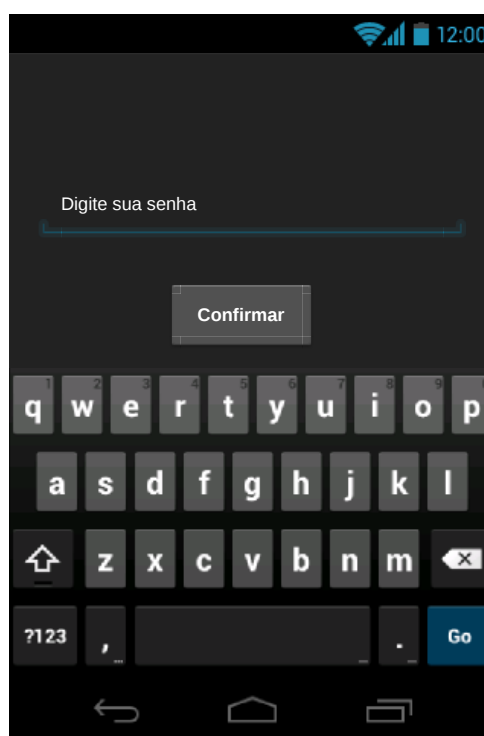 12:00
Digite sua senha
Confirmar
1 2 3 4 5 6 7 8 9
q w e r t y u i o p
a s d f g h j k l
z x c v b n m
?123 , . Go